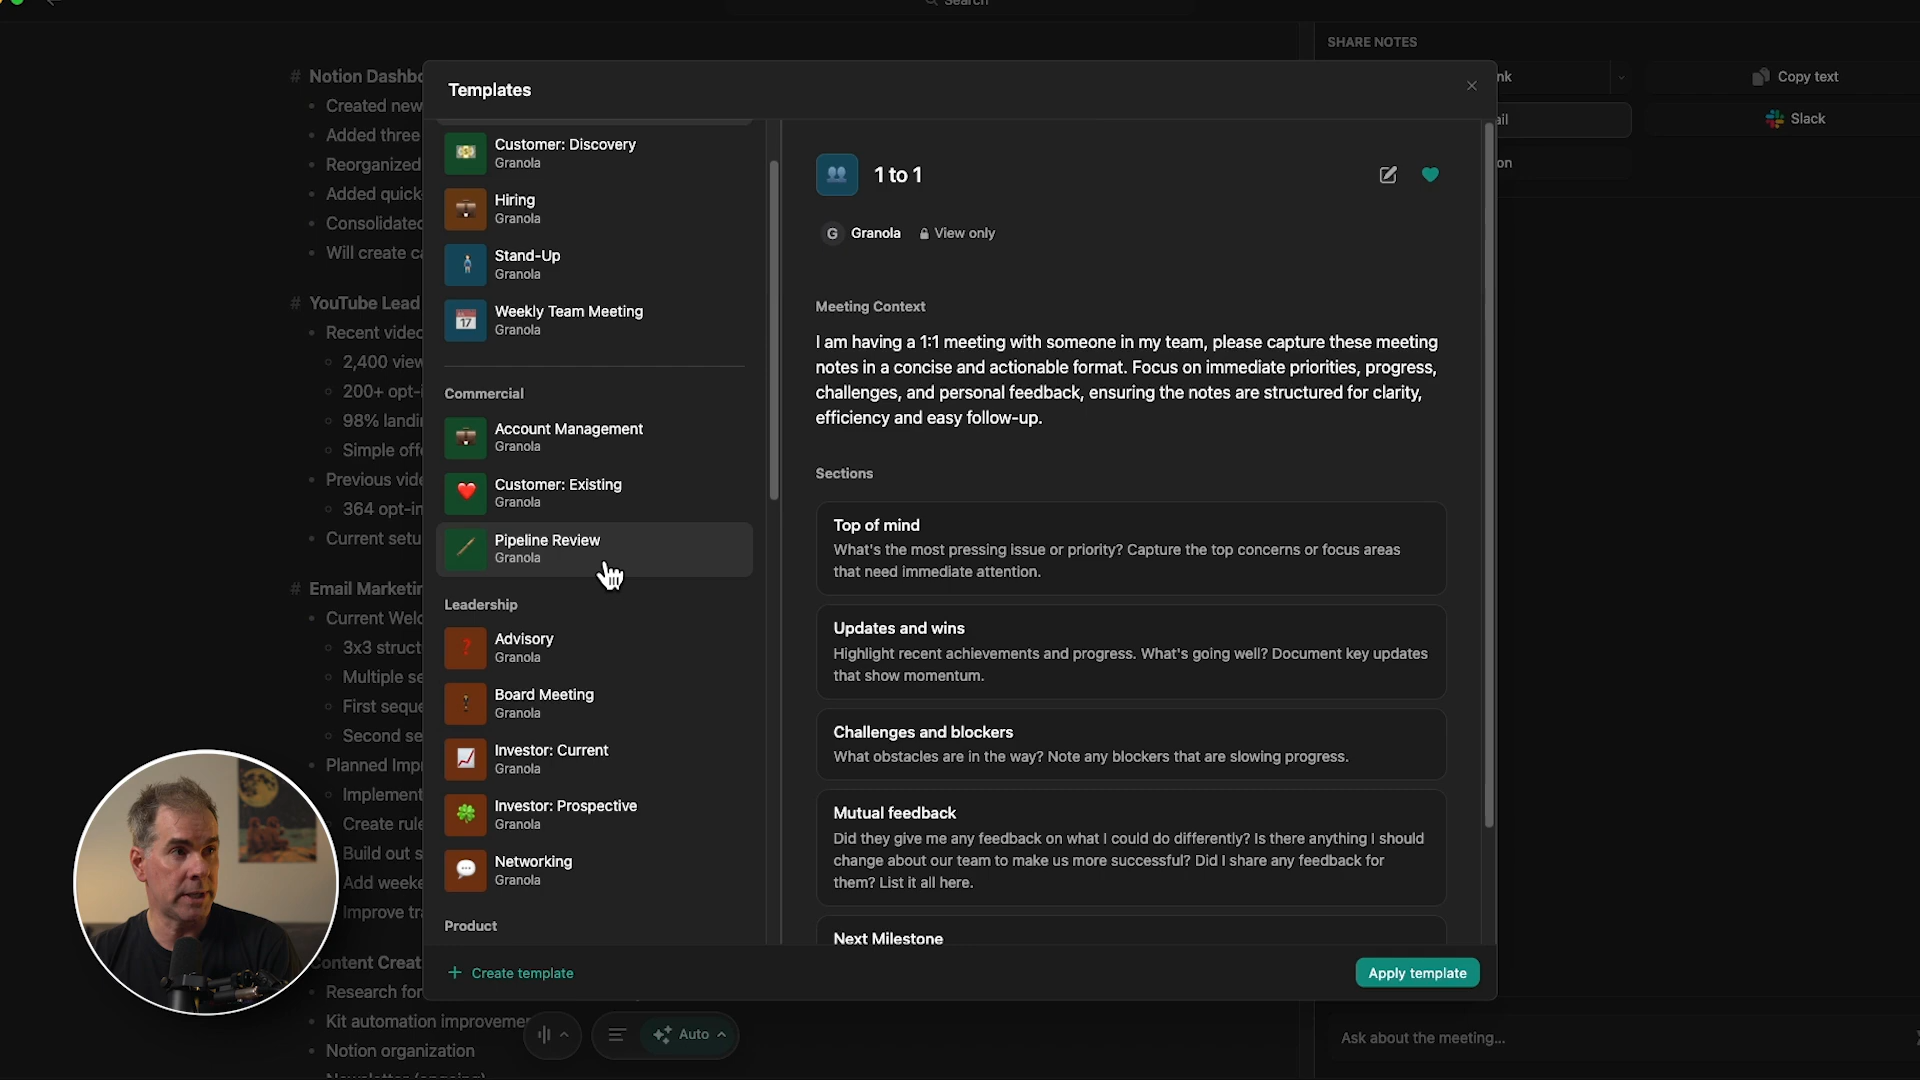 Search
SHARE NOTES
# Notion Dashbo
Created new
Added three
Reorganized
Added quick-
Consolidated
Will create ca
# YouTube Lead
Recent video
2,400 view
200+ opt-i
98% landi
Simple offe
Previous vide
364 opt-in
Current setu
# Email Marketin
Current Welc
3x3 struct
Multiple se
First seque
Second se
Planned Impr
Implement
Create rule
Build out s
Add weeke
Improve tra
ontent Creat
Research for
Kit automation improvemen
Notion organization
Newsletter (ongoing)
Templates
Customer: Discovery
Granola
Hiring
Granola
Stand-Up
Granola
17
Weekly Team Meeting
Granola
Commercial
Account Management
Granola
Customer: Existing
Granola
Pipeline Review
Granola
Leadership
Advisory
Granola
Board Meeting
Granola
Investor: Current
Granola
Investor: Prospective
Granola
Networking
Granola
Product
+ Create template
1 to 1
G Granola View only
Meeting Context
I am having a 1:1 meeting with someone in my team, please capture these meeting
notes in a concise and actionable format. Focus on immediate priorities, progress,
challenges, and personal feedback, ensuring the notes are structured for clarity,
efficiency and easy follow-up.
Sections
Top of mind
What's the most pressing issue or priority? Capture the top concerns or focus areas
that need immediate attention.
Updates and wins
Highlight recent achievements and progress. What's going well? Document key updates
that show momentum.
Challenges and blockers
What obstacles are in the way? Note any blockers that are slowing progress.
Mutual feedback
Did they give me any feedback on what I could do differently? Is there anything I should
change about our team to make us more successful? Did I share any feedback for
them? List it all here.
Next Milestone
Apply template
nk
Copy text
ail
Slack
on
Auto
Ask about the meeting...